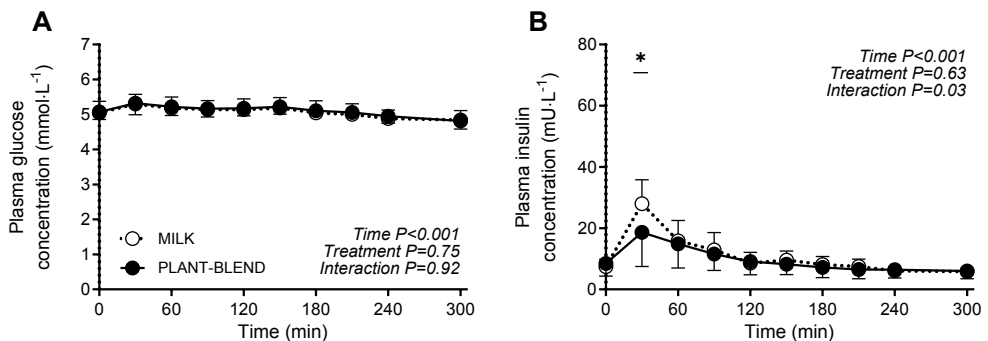 A
Plasma glucose
concentration (mmol·L⁻¹)
7
6
5
4
3
2
1
0
MILK
PLANT-BLEND
Time P<0.001
Treatment P=0.75
Interaction P=0.92
0 60 120 180 240 300
Time (min)
B
Plasma insulin
concentration (mU·L⁻¹)
80
60
40
20
0
*
Time P<0.001
Treatment P=0.63
Interaction P=0.03
0 60 120 180 240 300
Time (min)